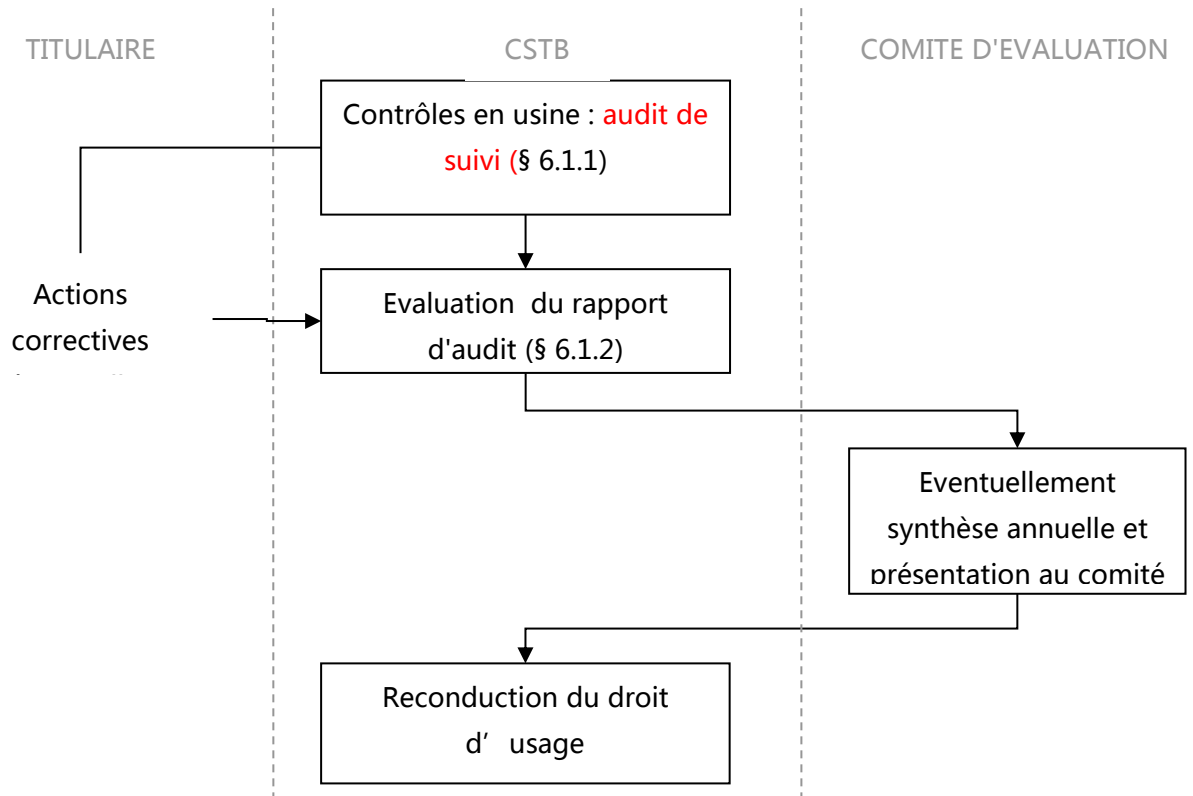 TITULAIRE
CSTB
COMITE D'EVALUATION
Contrôles en usine : audit de
suivi (§ 6.1.1)
Actions
correctives
Evaluation du rapport
d'audit (§ 6.1.2)
Eventuellement
synthèse annuelle et
présentation au comité
Reconduction du droit
d’ usage